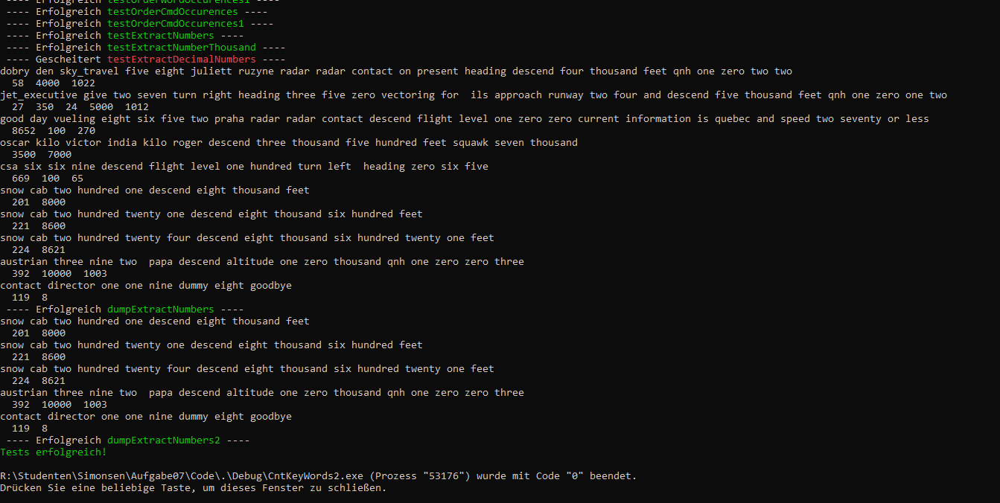 ---- Erfolgreich testOrderWordOccurences1 ----
---- Erfolgreich testOrderCmdOccurences ----
---- Erfolgreich testOrderCmdOccurences1 ----
---- Erfolgreich testExtractNumbers ----
---- Erfolgreich testExtractNumberThousand ----
---- Gescheitert testExtractDecimalNumbers ----
dobry den sky_travel five eight juliett ruzyne radar radar contact on present heading descend four thousand feet qnh one zero two two
58  4000  1022
jet_executive give two seven turn right heading three five zero vectoring for  ils approach runway two four and descend five thousand feet qnh one zero one two
27  350  24  5000  1012
good day vueling eight six five two praha radar radar contact descend flight level one zero zero current information is quebec and speed two seventy or less
8652  100  270
oscar kilo victor india kilo roger descend three thousand five hundred feet squawk seven thousand
3500  7000
csa six six nine descend flight level one hundred turn left  heading zero six five
669  100  65
snow cab two hundred one descend eight thousand feet
201  8000
snow cab two hundred twenty one descend eight thousand six hundred feet
221  8600
snow cab two hundred twenty four descend eight thousand six hundred twenty one feet
224  8621
austrian three nine two  papa descend altitude one zero thousand qnh one zero zero three
392  10000  1003
contact director one one nine dummy eight goodbye
119  8
---- Erfolgreich dumpExtractNumbers ----
snow cab two hundred one descend eight thousand feet
201  8000
snow cab two hundred twenty one descend eight thousand six hundred feet
221  8600
snow cab two hundred twenty four descend eight thousand six hundred twenty one feet
224  8621
austrian three nine two  papa descend altitude one zero thousand qnh one zero zero three
392  10000  1003
contact director one one nine dummy eight goodbye
119  8
---- Erfolgreich dumpExtractNumbers2 ----
Tests erfolgreich!
R:\Studenten\Simonsen\Aufgabe07\Code\.\Debug\CntKeyWords2.exe (Prozess "53176") wurde mit Code "0" beendet.
Drücken Sie eine beliebige Taste, um dieses Fenster zu schließen.